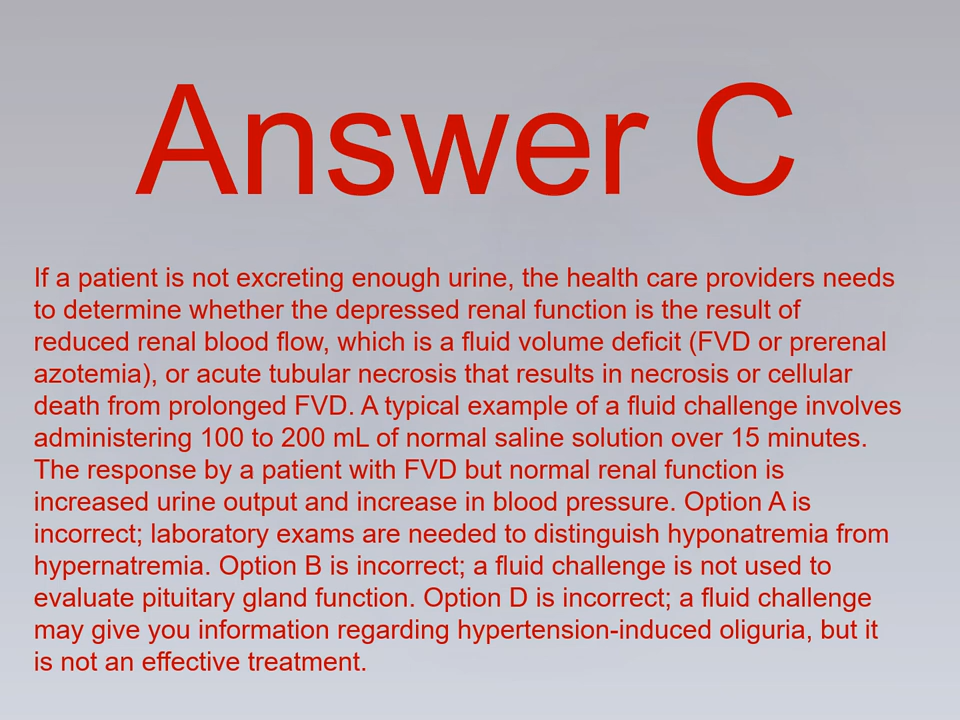 Answer C
If a patient is not excreting enough urine, the health care providers needs
to determine whether the depressed renal function is the result of
reduced renal blood flow, which is a fluid volume deficit (FVD or prerenal
azotemia), or acute tubular necrosis that results in necrosis or cellular
death from prolonged FVD. A typical example of a fluid challenge involves
administering 100 to 200 mL of normal saline solution over 15 minutes.
The response by a patient with FVD but normal renal function is
increased urine output and increase in blood pressure. Option A is
incorrect; laboratory exams are needed to distinguish hyponatremia from
hypernatremia. Option B is incorrect; a fluid challenge is not used to
evaluate pituitary gland function. Option D is incorrect; a fluid challenge
may give you information regarding hypertension-induced oliguria, but it
is not an effective treatment.